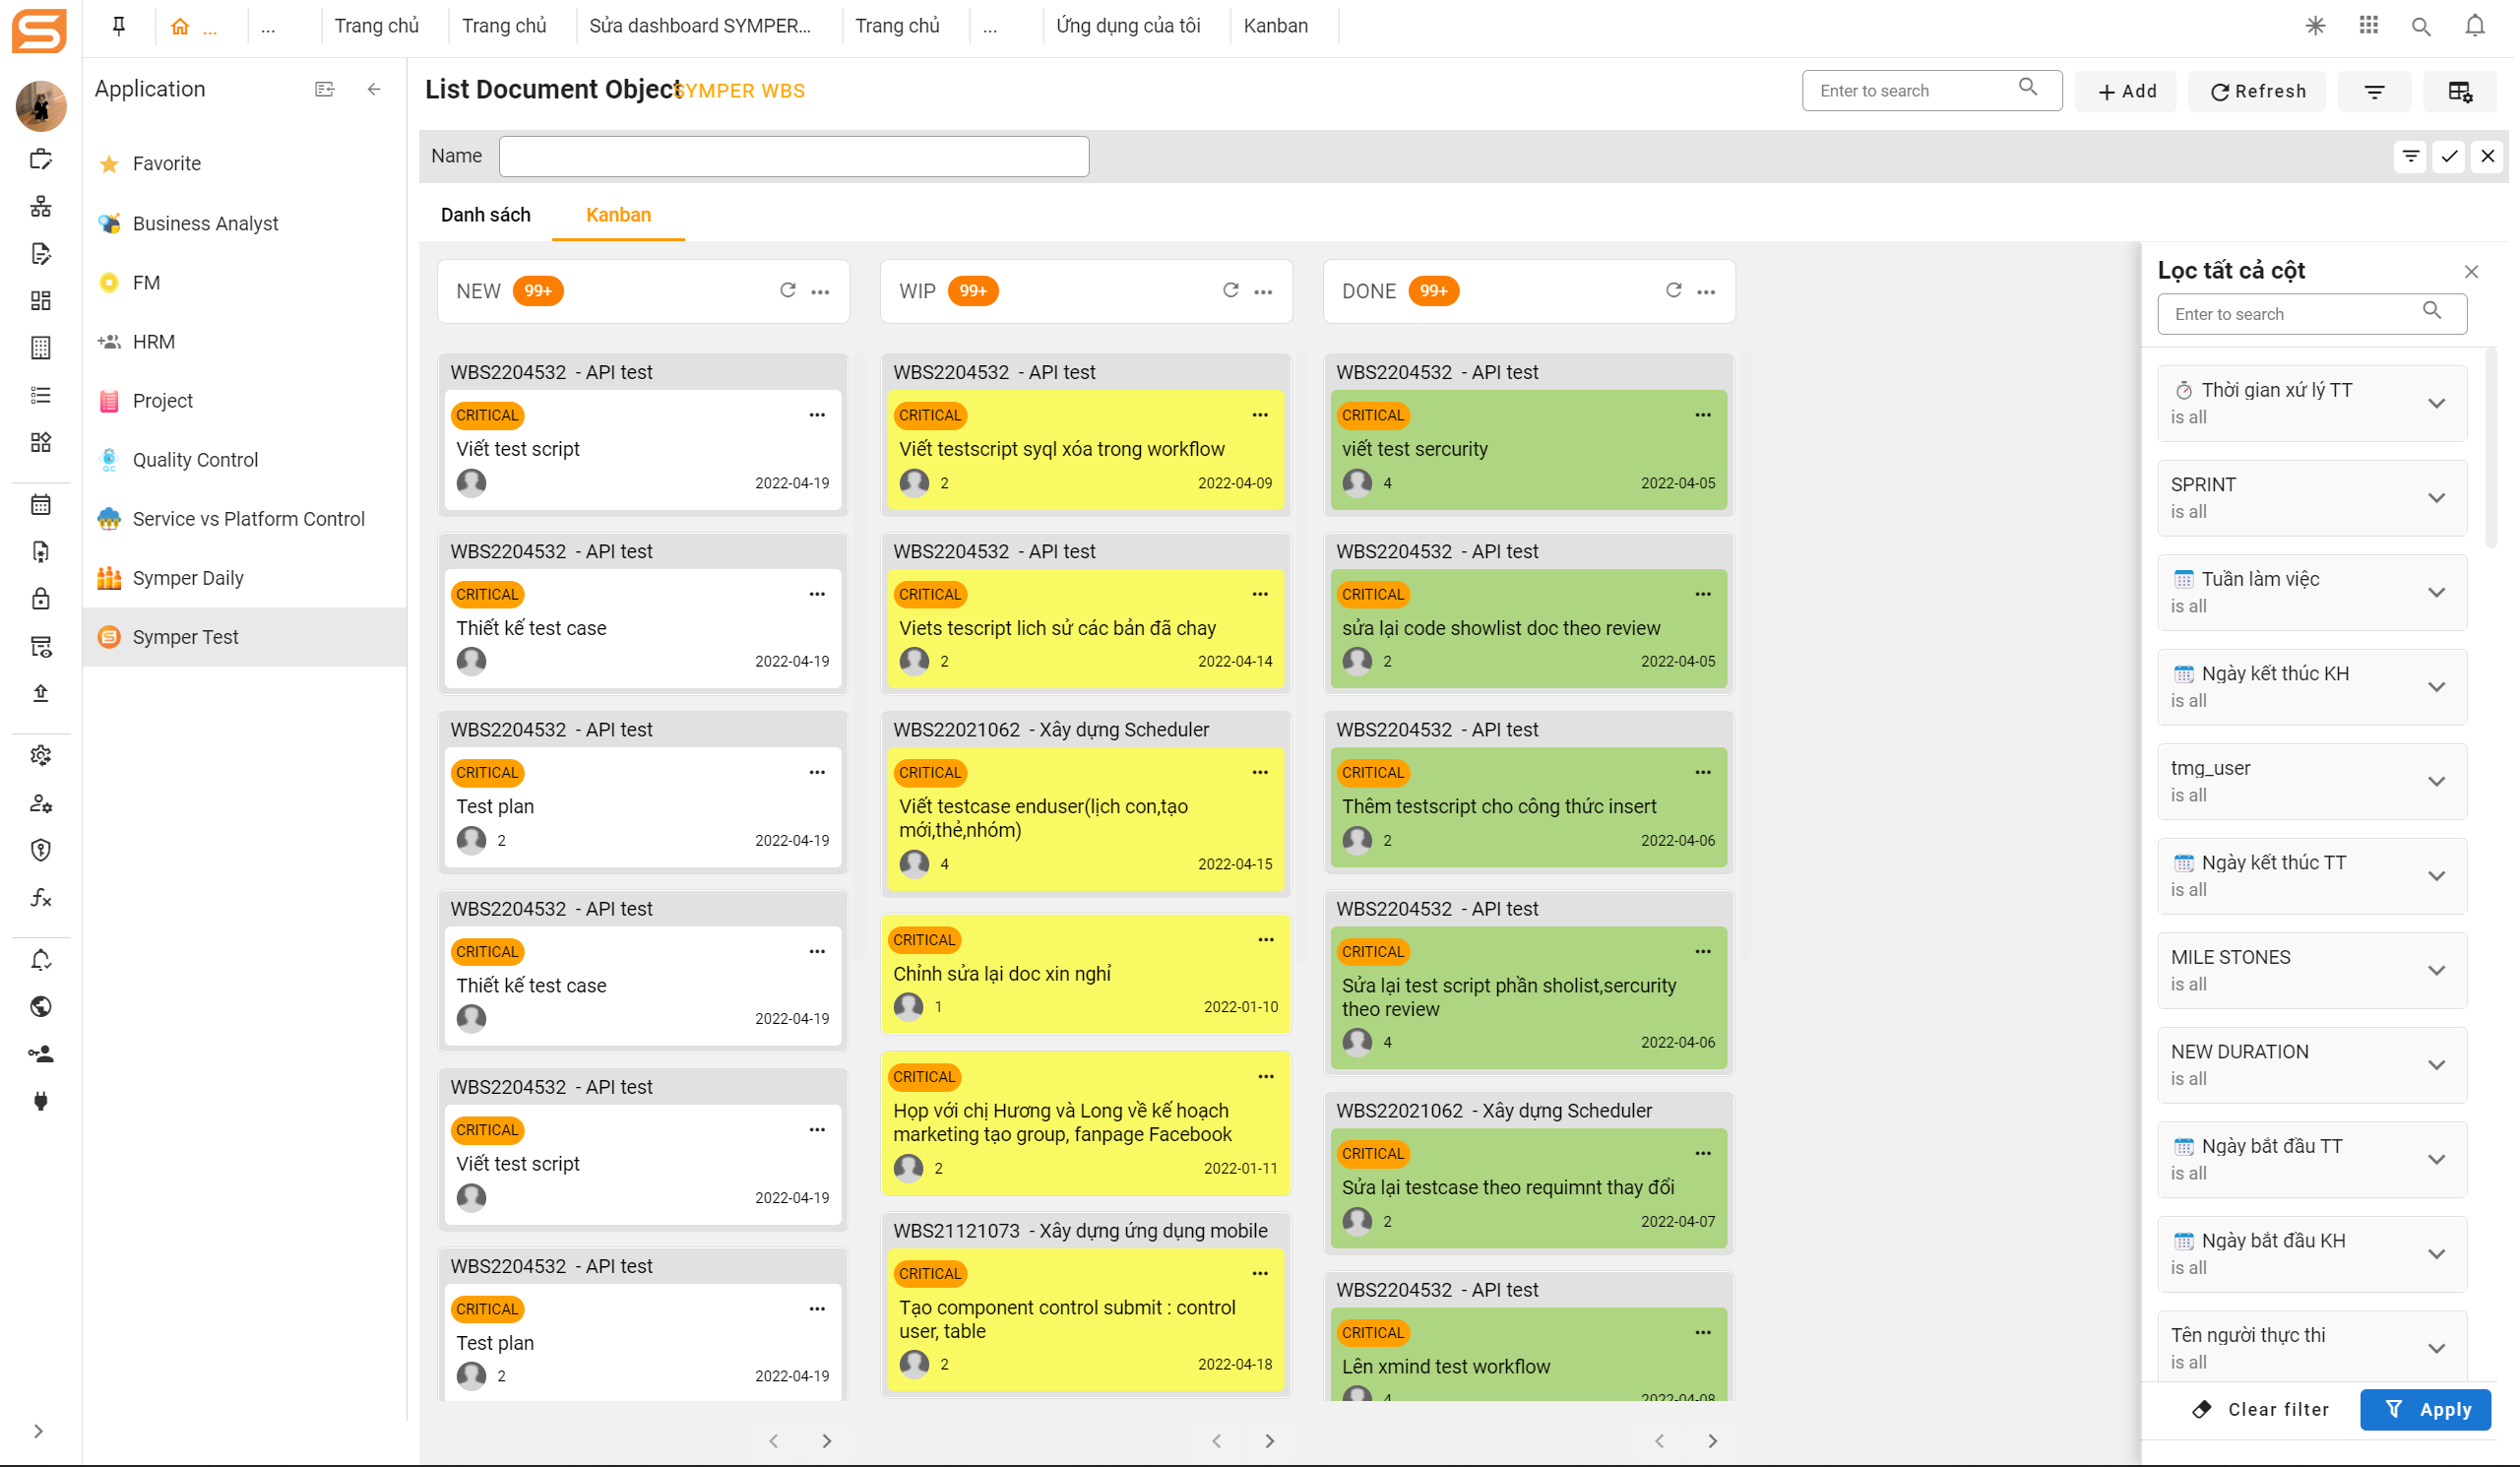 ... ... Trang chủ Trang chủ Sửa dashboard SYMPER... Trang chủ ... Ứng dụng của tôi Kanban
Application
Favorite
Business Analyst
FM
HRM
Project
Quality Control
Service vs Platform Control
Symper Daily
Symper Test
List Document Object SYMPER WBS
Enter to search
Add
Refresh
Name
Danh sách Kanban
NEW 99+
WBS2204532 - API test
CRITICAL
Viết test script
2022-04-19
WBS2204532 - API test
CRITICAL
Thiết kế test case
2022-04-19
WBS2204532 - API test
CRITICAL
Test plan
2 2022-04-19
WBS2204532 - API test
CRITICAL
Thiết kế test case
2022-04-19
WBS2204532 - API test
CRITICAL
Viết test script
2022-04-19
WBS2204532 - API test
CRITICAL
Test plan
2 2022-04-19
WIP 99+
WBS2204532 - API test
CRITICAL
Viết testscript syql xóa trong workflow
2 2022-04-09
WBS2204532 - API test
CRITICAL
Viets tescript lich sử các bản đã chay
2 2022-04-14
WBS22021062 - Xây dựng Scheduler
CRITICAL
Viết testcase enduser(lịch con,tạo
mới,thẻ,nhóm)
4 2022-04-15
CRITICAL
Chỉnh sửa lại doc xin nghỉ
1 2022-01-10
CRITICAL
Họp với chị Hương và Long về kế hoạch
marketing tạo group, fanpage Facebook
2 2022-01-11
WBS21121073 - Xây dựng ứng dụng mobile
CRITICAL
Tạo component control submit : control
user, table
2 2022-04-18
DONE 99+
WBS2204532 - API test
CRITICAL
viết test sercurity
4 2022-04-05
WBS2204532 - API test
CRITICAL
sửa lại code showlist doc theo review
2 2022-04-05
WBS2204532 - API test
CRITICAL
Thêm testscript cho công thức insert
2 2022-04-06
WBS2204532 - API test
CRITICAL
Sửa lại test script phần sholist,sercurity
theo review
4 2022-04-06
WBS22021062 - Xây dựng Scheduler
CRITICAL
Sửa lại testcase theo requimnt thay đổi
2 2022-04-07
WBS2204532 - API test
CRITICAL
Lên xmind test workflow
4 2022-04-08
Lọc tất cả cột
Enter to search
Thời gian xứ lý TT
is all
SPRINT
is all
Tuần làm việc
is all
Ngày kết thúc KH
is all
tmg_user
is all
Ngày kết thúc TT
is all
MILE STONES
is all
NEW DURATION
is all
Ngày bắt đầu TT
is all
Ngày bắt đầu KH
is all
Tên người thực thi
is all
Clear filter
Apply